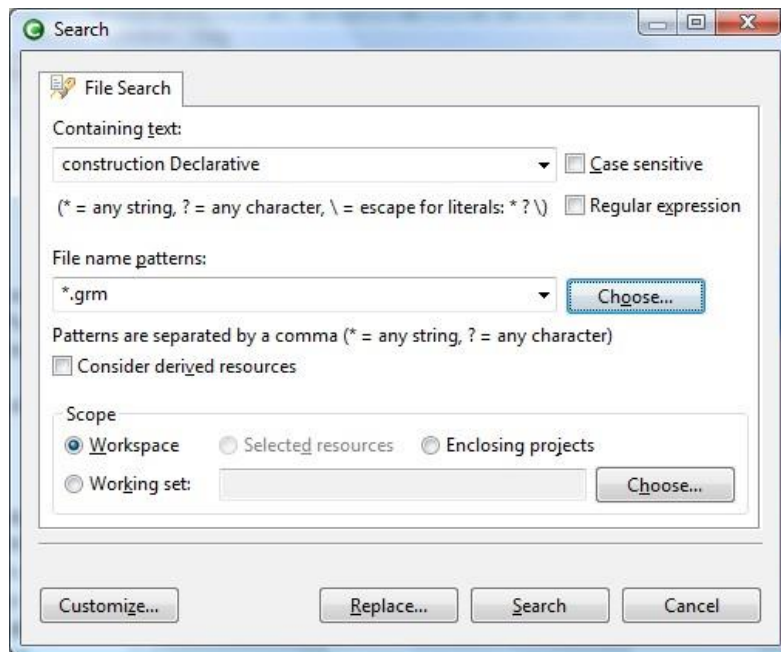 Search
File Search
Containing text:
construction Declarative
Case sensitive
(* = any string, ? = any character, \ = escape for literals: * ? \)
Regular expression
File name patterns:
*.grm
Choose...
Patterns are separated by a comma (* = any string, ? = any character)
Consider derived resources
Scope
Workspace
Selected resources
Enclosing projects
Working set:
Choose...
Customize...
Replace...
Search
Cancel